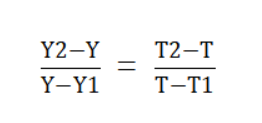 Y2−Y / Y−Y1 = T2−T / T−T1